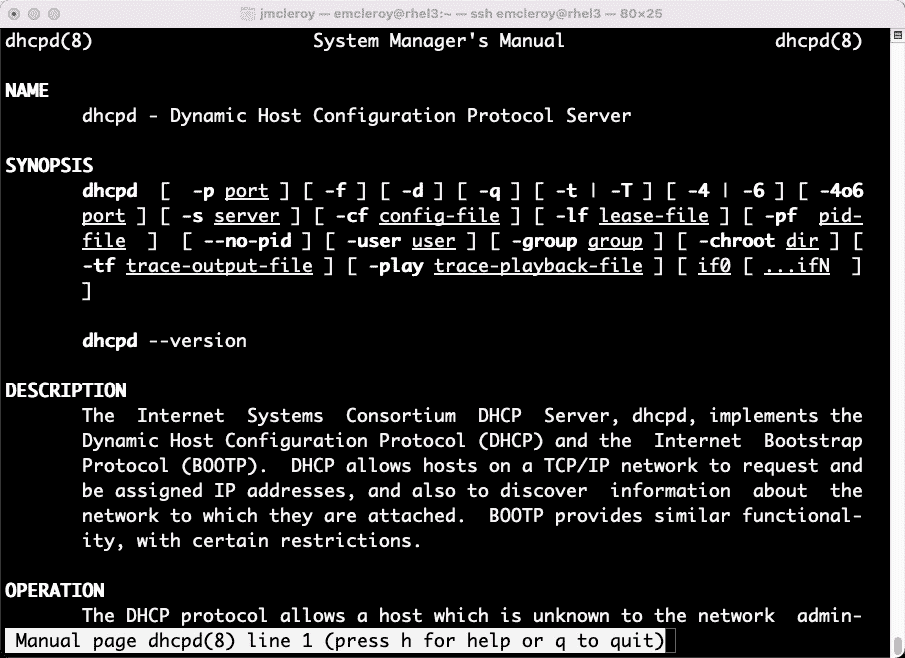 jmcleroy — emcleroy@rhel3:~ — ssh emcleroy@rhel3 — 80×25
dhcpd(8) System Manager's Manual dhcpd(8)
NAME
dhcpd - Dynamic Host Configuration Protocol Server
SYNOPSIS
dhcpd [ -p port ] [ -f ] [ -d ] [ -q ] [ -t | -T ] [ -4 | -6 ] [ -4o6
port ] [ -s server ] [ -cf config-file ] [ -lf lease-file ] [ -pf pid-
file ] [ --no-pid ] [ -user user ] [ -group group ] [ -chroot dir ] [
-tf trace-output-file ] [ -play trace-playback-file ] [ if0 [ ...ifN ]
]
dhcpd --version
DESCRIPTION
The Internet Systems Consortium DHCP Server, dhcpd, implements the
Dynamic Host Configuration Protocol (DHCP) and the Internet Bootstrap
Protocol (BOOTP). DHCP allows hosts on a TCP/IP network to request and
be assigned IP addresses, and also to discover information about the
network to which they are attached. BOOTP provides similar functional-
ity, with certain restrictions.
OPERATION
The DHCP protocol allows a host which is unknown to the network admin-
Manual page dhcpd(8) line 1 (press h for help or q to quit)